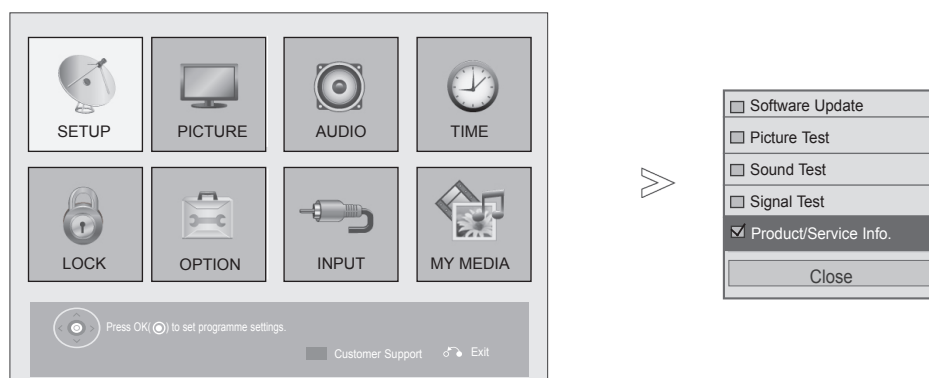 SETUP PICTURE AUDIO TIME
LOCK OPTION INPUT MY MEDIA
Press OK( ) to set programme settings.
Customer Support Exit
Software Update
Picture Test
Sound Test
Signal Test
Product/Service Info.
Close